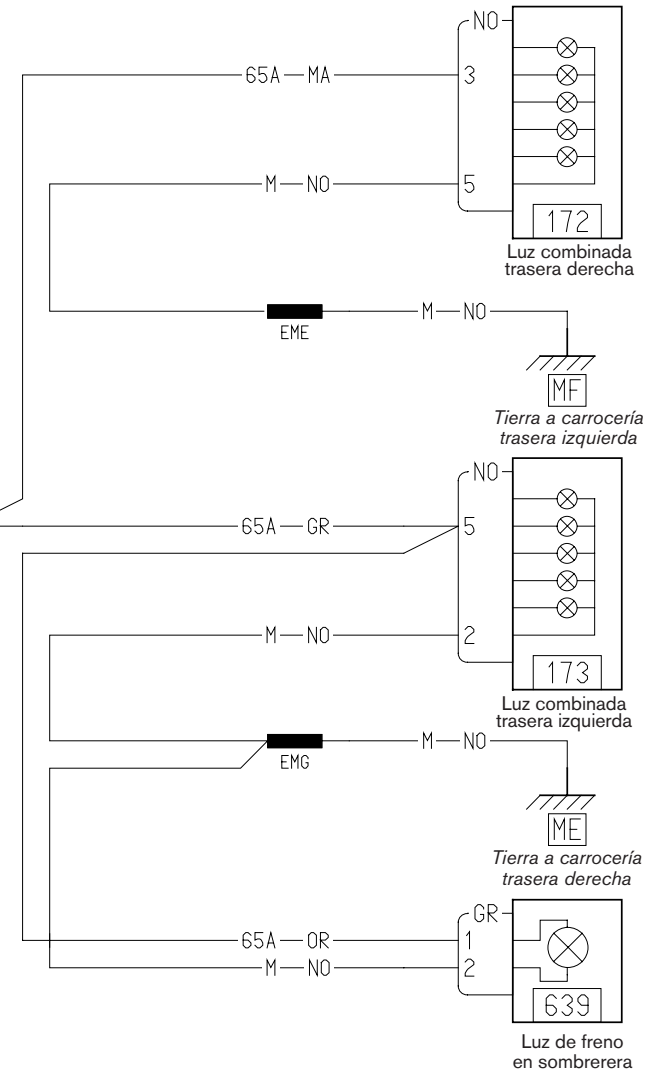 NO
65A MA 3
M NO 5
172
Luz combinada
trasera derecha
M NO
EME
MF
Tierra a carrocería
trasera izquierda
NO
65A GR 5
M NO 2
173
Luz combinada
trasera izquierda
M NO
EMG
ME
Tierra a carrocería
trasera derecha
GR
65A OR 1
M NO 2
639
Luz de freno
en sombrerera